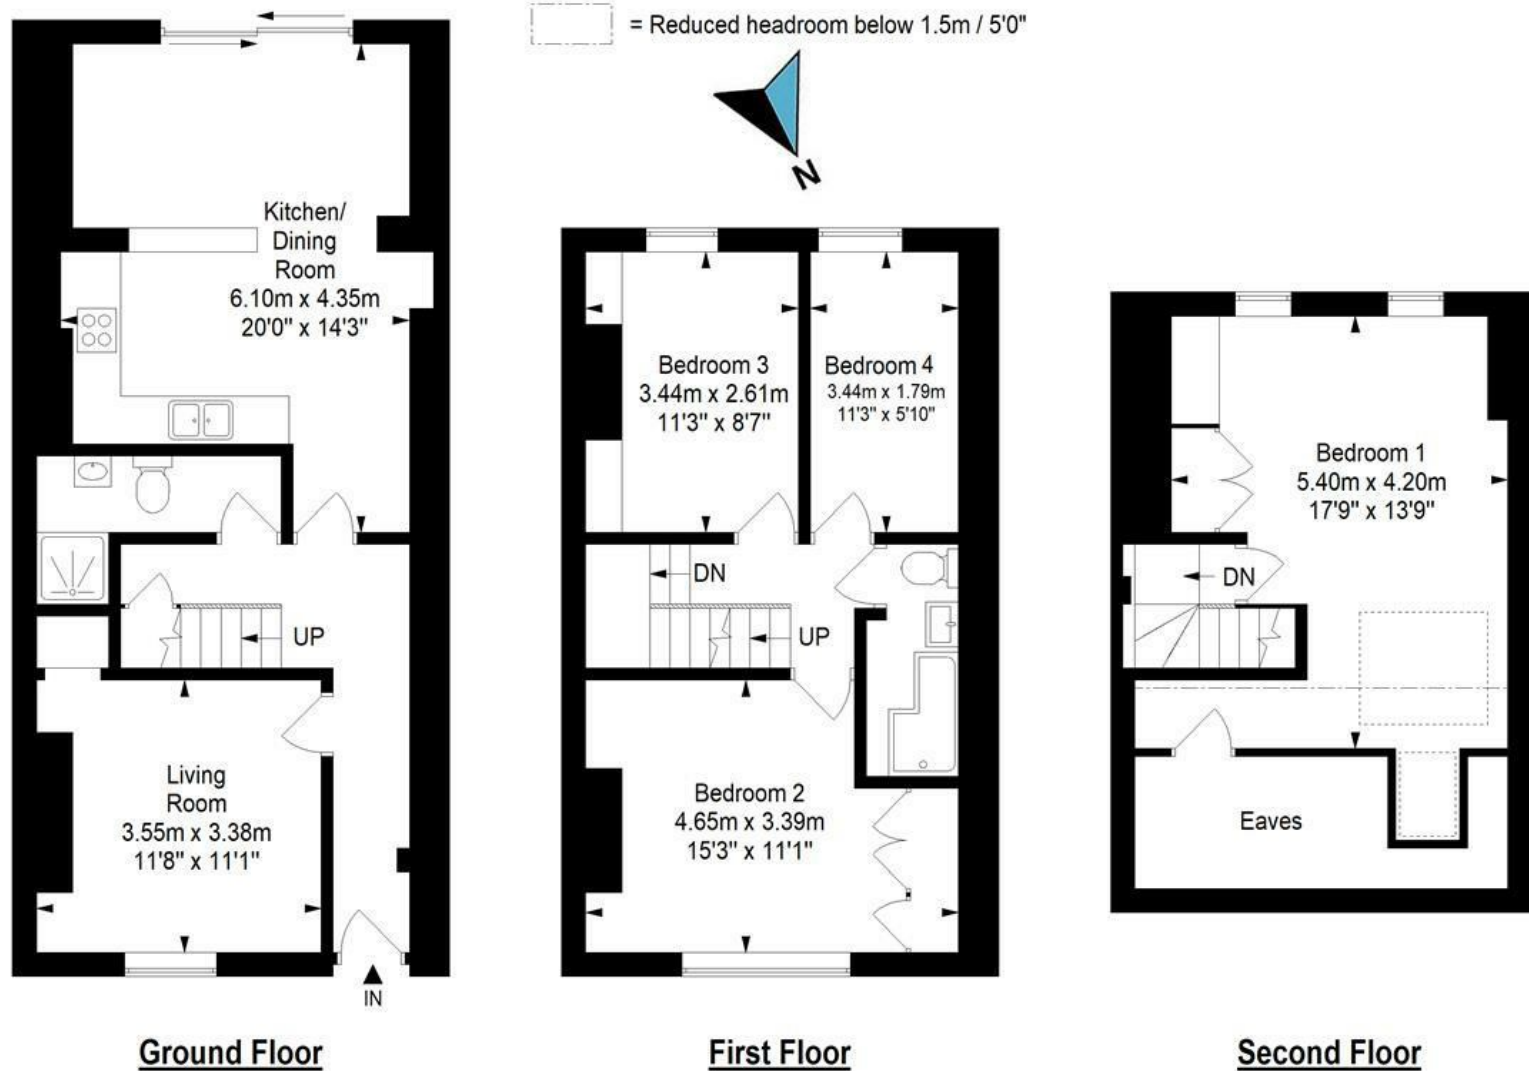 = Reduced headroom below 1.5m / 5'0"
N
Kitchen/
Dining
Room
6.10m x 4.35m
20'0" x 14'3"
UP
Living
Room
3.55m x 3.38m
11'8" x 11'1"
IN
Ground Floor
Bedroom 3
3.44m x 2.61m
11'3" x 8'7"
Bedroom 4
3.44m x 1.79m
11'3" x 5'10"
DN
UP
Bedroom 2
4.65m x 3.39m
15'3" x 11'1"
First Floor
Bedroom 1
5.40m x 4.20m
17'9" x 13'9"
DN
Eaves
Second Floor